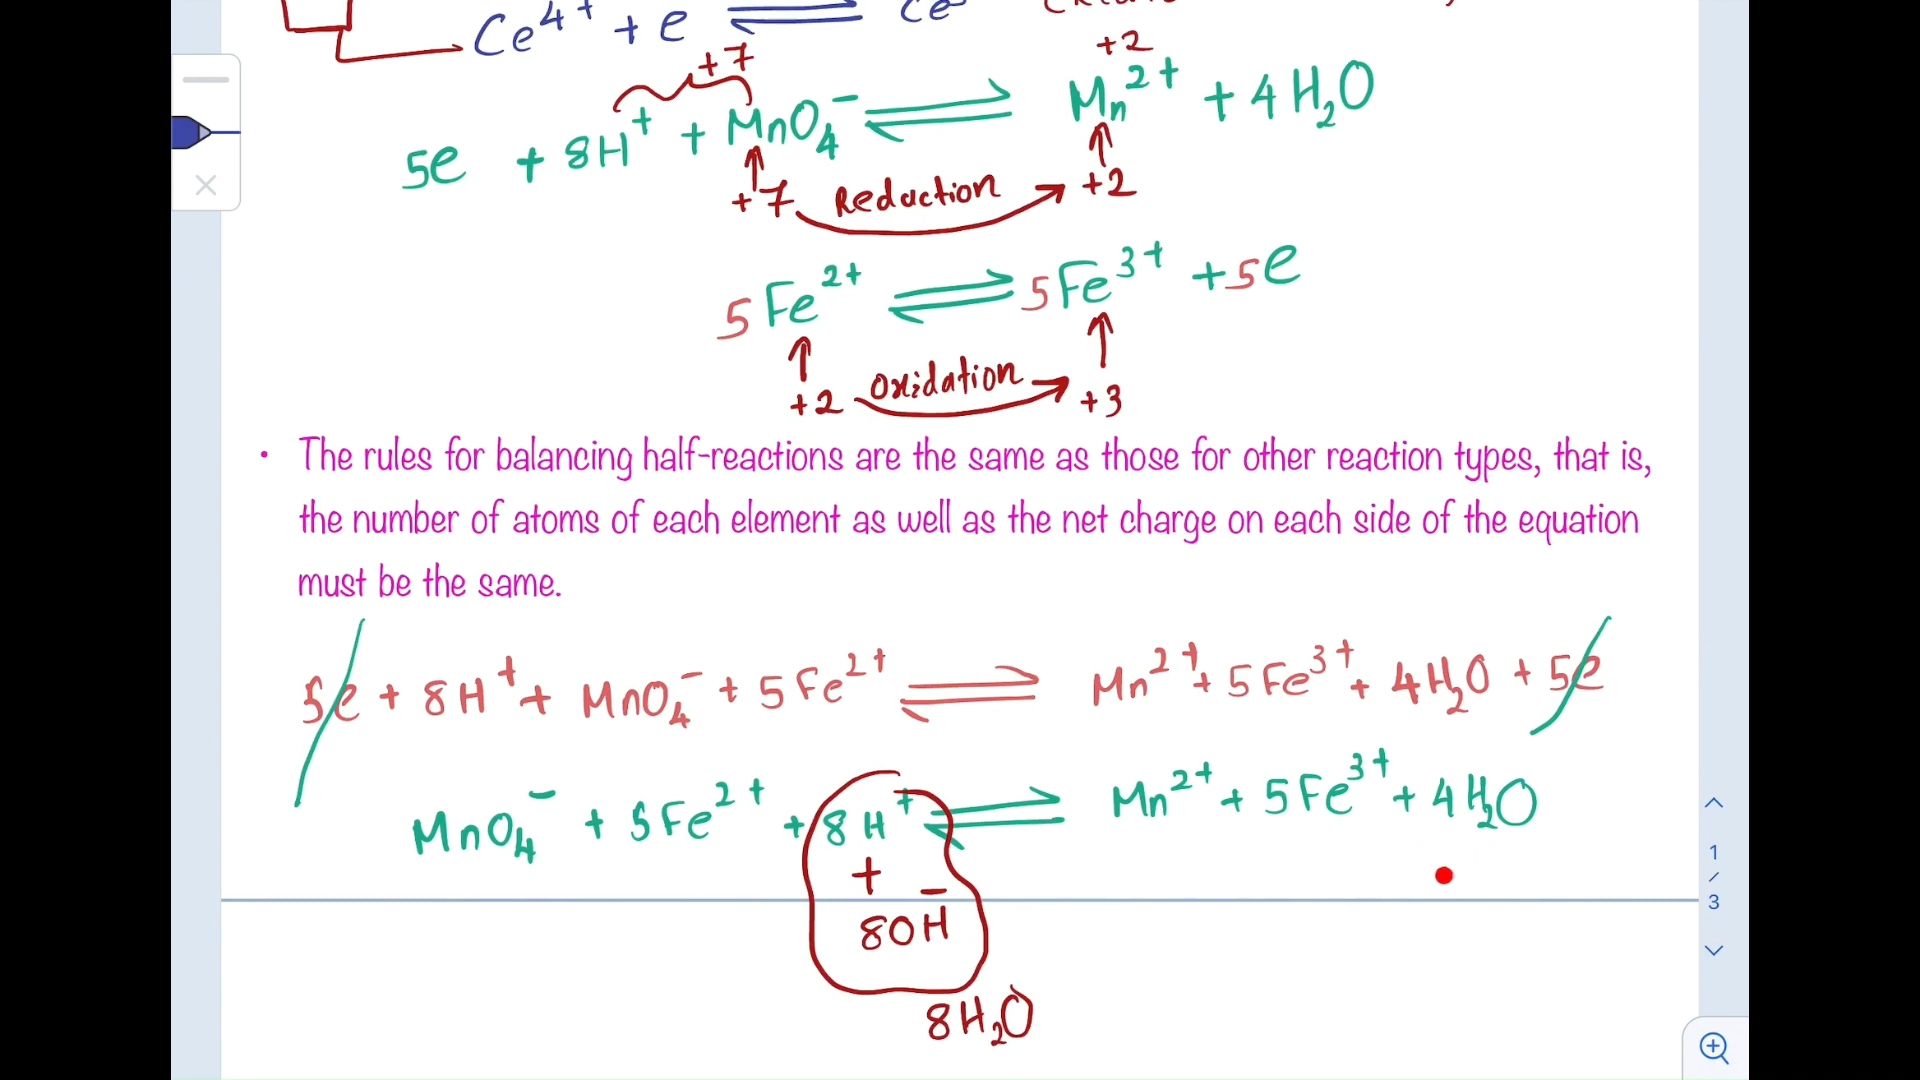 Ce⁴⁺ + e ⇌ Ce
+7
+2
5e + 8H⁺ + MnO₄⁻ ⇌ Mn²⁺ + 4H₂O
+7 Reduction +2
5Fe²⁺ ⇌ 5Fe³⁺ + 5e
+2 Oxidation +3
• The rules for balancing half-reactions are the same as those for other reaction types, that is,
the number of atoms of each element as well as the net charge on each side of the equation
must be the same.
5e + 8H⁺ + MnO₄⁻ + 5Fe²⁺ ⇌ Mn²⁺ + 5Fe³⁺ + 4H₂O + 5e
MnO₄⁻ + 5Fe²⁺ + 8H⁺ ⇌ Mn²⁺ + 5Fe³⁺ + 4H₂O
+
8OH⁻
8H₂O
1
/
3